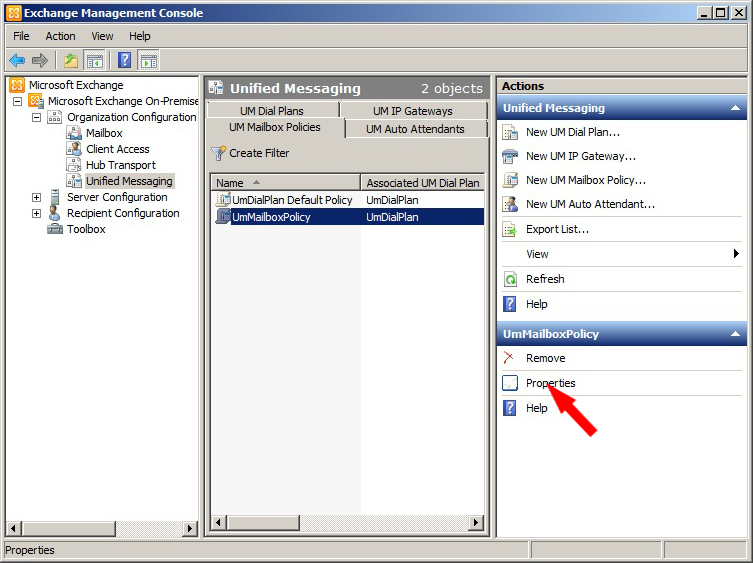 Exchange Management Console
File Action View Help
Microsoft Exchange
Microsoft Exchange On-Premise
Organization Configuration
Mailbox
Client Access
Hub Transport
Unified Messaging
Server Configuration
Recipient Configuration
Toolbox
Unified Messaging 2 objects
UM Dial Plans UM IP Gateways
UM Mailbox Policies UM Auto Attendants
Create Filter
Name Associated UM Dial Plan
UmDialPlan Default Policy UmDialPlan
UmMailboxPolicy UmDialPlan
Actions
Unified Messaging
New UM Dial Plan...
New UM IP Gateway...
New UM Mailbox Policy...
New UM Auto Attendant...
Export List...
View
Refresh
Help
UmMailboxPolicy
Remove
Properties
Help
Properties